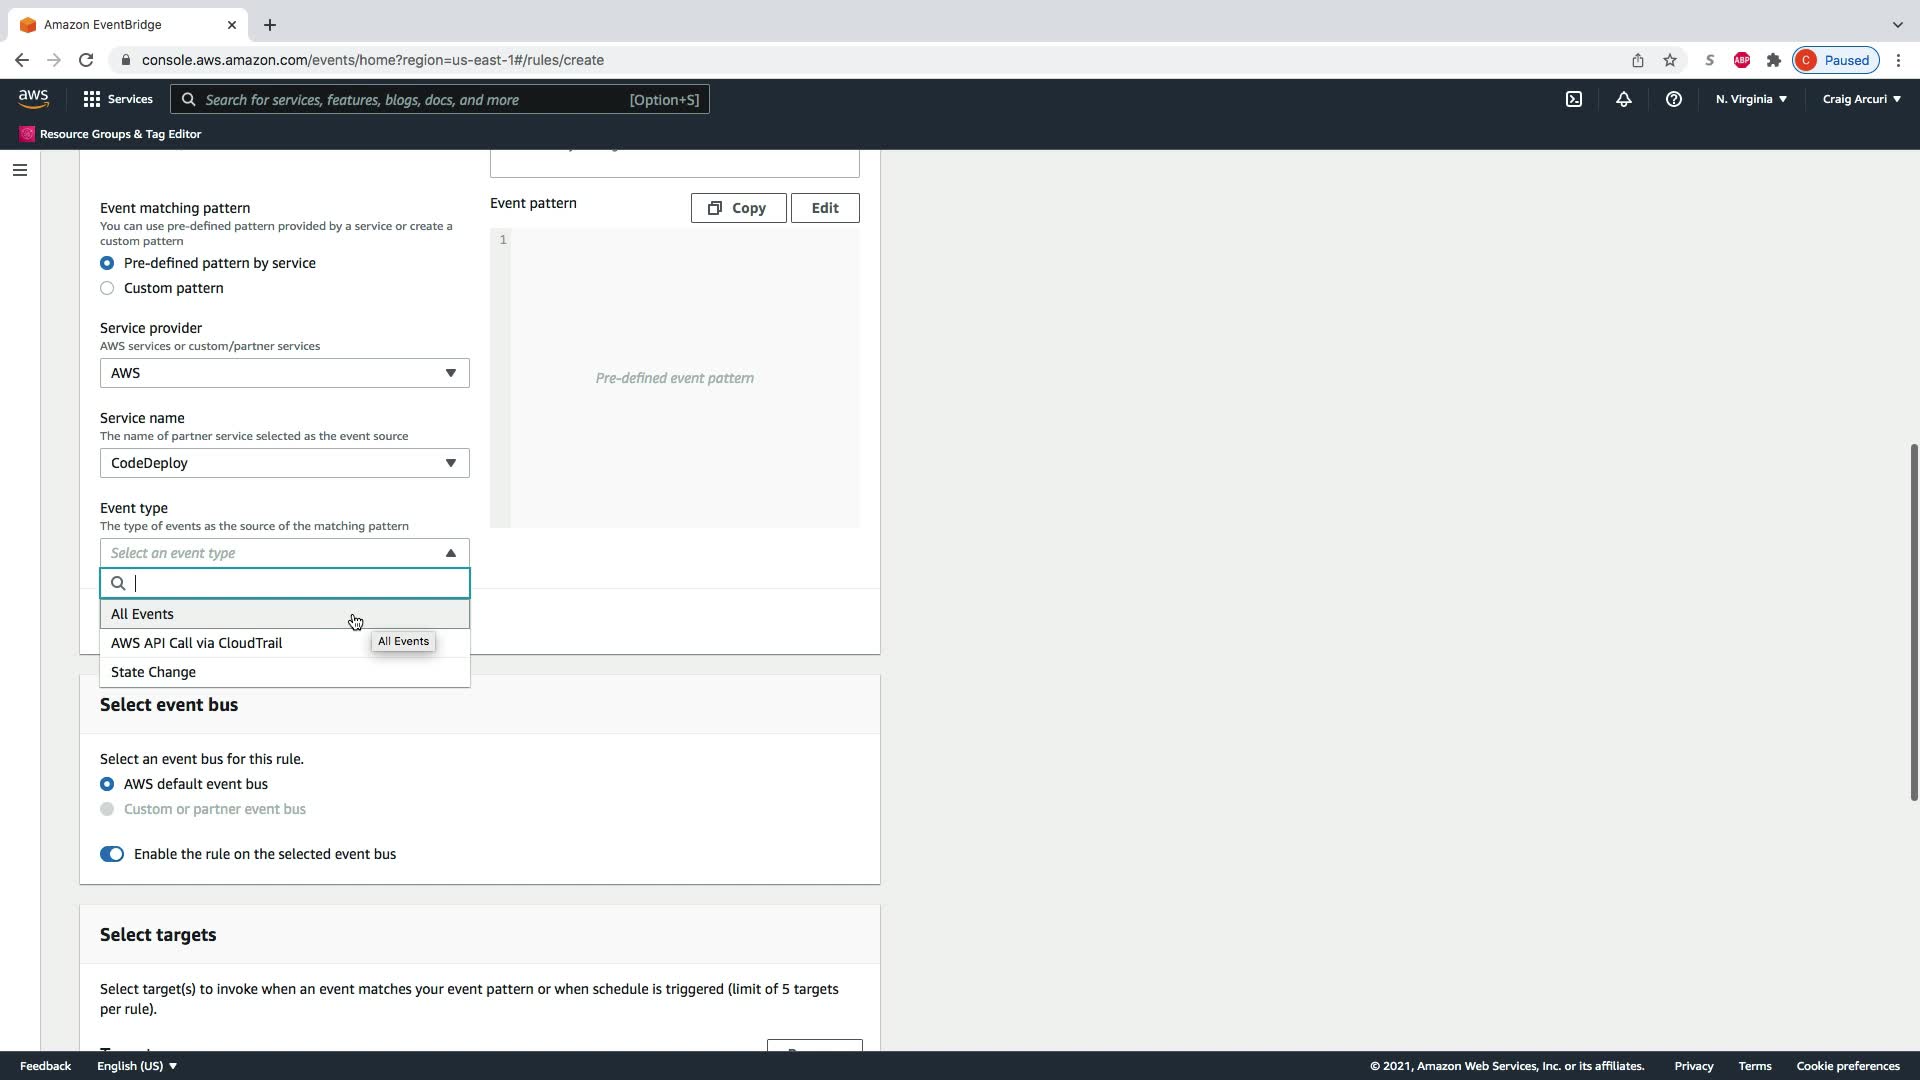 Amazon EventBridge
console.aws.amazon.com/events/home?region=us-east-1#/rules/create
S
ABP
C
Paused
aws
Services
Search for services, features, blogs, docs, and more
[Option+S]
N. Virginia
Craig Arcuri
Resource Groups & Tag Editor
Event matching pattern
You can use pre-defined pattern provided by a service or create a
custom pattern
Pre-defined pattern by service
Custom pattern
Service provider
AWS services or custom/partner services
AWS
Service name
The name of partner service selected as the event source
CodeDeploy
Event type
The type of events as the source of the matching pattern
Select an event type
All Events
AWS API Call via CloudTrail
All Events
State Change
Event pattern
Copy
Edit
1
Pre-defined event pattern
Select event bus
Select an event bus for this rule.
AWS default event bus
Custom or partner event bus
Enable the rule on the selected event bus
Select targets
Select target(s) to invoke when an event matches your event pattern or when schedule is triggered (limit of 5 targets
per rule).
Feedback
English (US)
© 2021, Amazon Web Services, Inc. or its affiliates.
Privacy
Terms
Cookie preferences